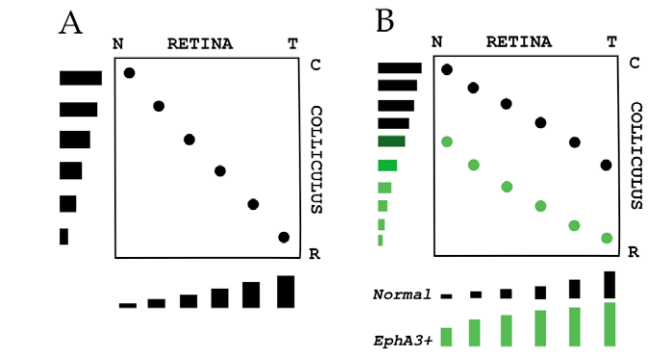 A
N RETINA T
C
COLLICULUS
R
B
N RETINA T
C
COLLICULUS
R
Normal
EphA3+